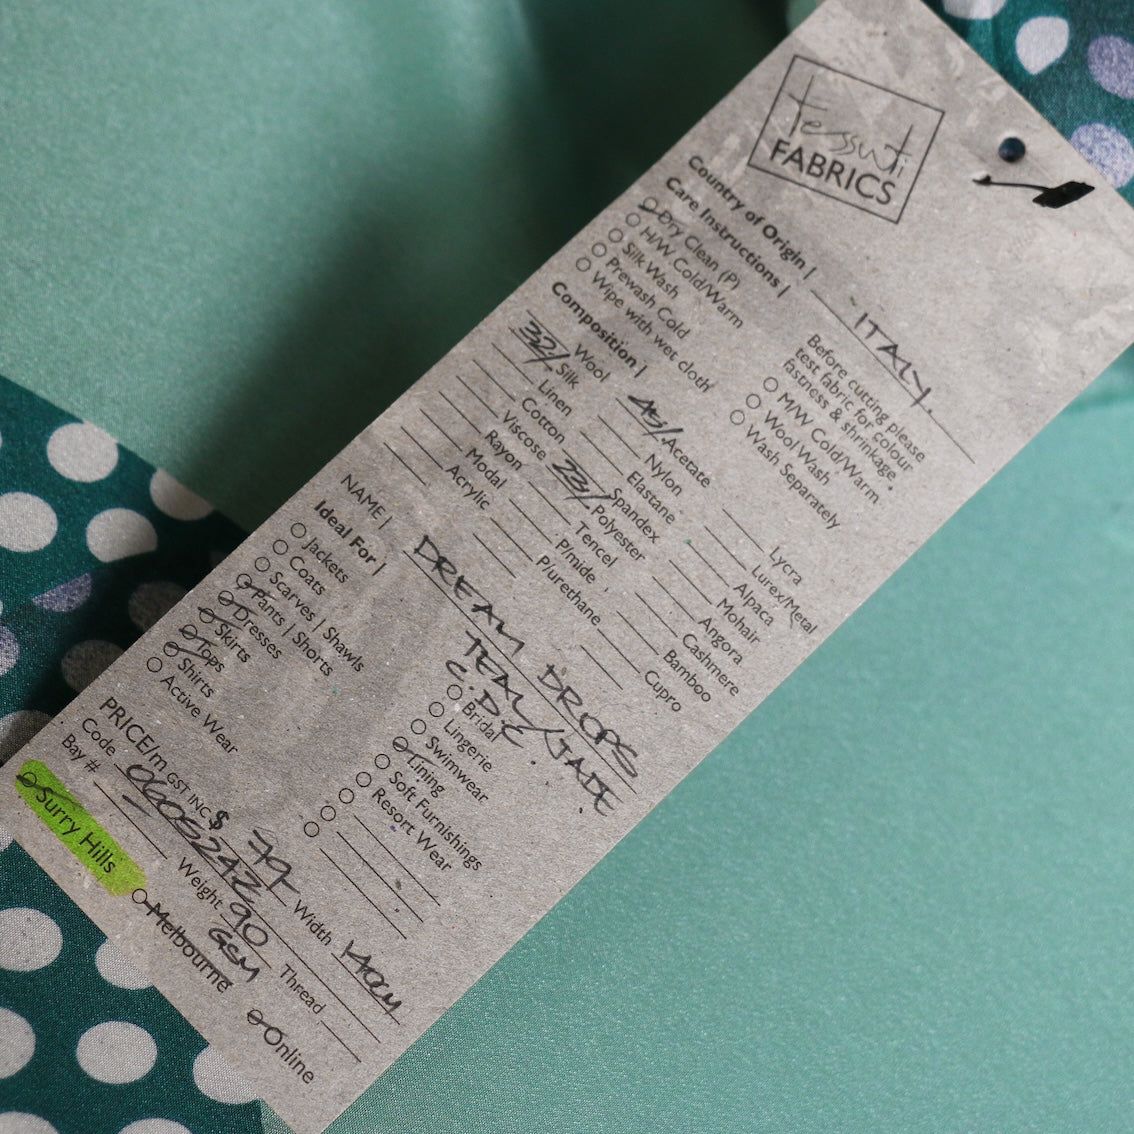 tessuti
FABRICS
Country of Origin | ITALY.
Care Instructions |
Dry Clean (P)
H/W Cold/Warm
Silk Wash
Prewash Cold
Wipe with wet cloth
Before cutting please
test fabric for colour
fastness & shrinkage.
M/W Cold/Warm
Wool Wash
Wash Separately
Composition |
Wool
32/ Silk
Linen
Cotton
Viscose
Rayon
Modal
Acrylic
45/. Acetate
Nylon
Elastane
Spandex
23/ Polyester
Tencel
P/mide
P/urethane
Lycra
Lurex/Metal
Alpaca
Mohair
Angora
Cashmere
Bamboo
Cupro
NAME | DREAM DROPS
TEAL/JADE
C.D.C.
Ideal For |
Jackets
Coats
Scarves | Shawls
Pants | Shorts
Dresses
Skirts
Tops
Shirts
Active Wear
Bridal
Lingerie
Swimwear
Lining
Soft Furnishings
Resort Wear
PRICE/m GST INC $ 79- Width 140CM
Code 0605242
Bay # Weight 90 GSM Thread
Surry Hills
Melbourne
Online